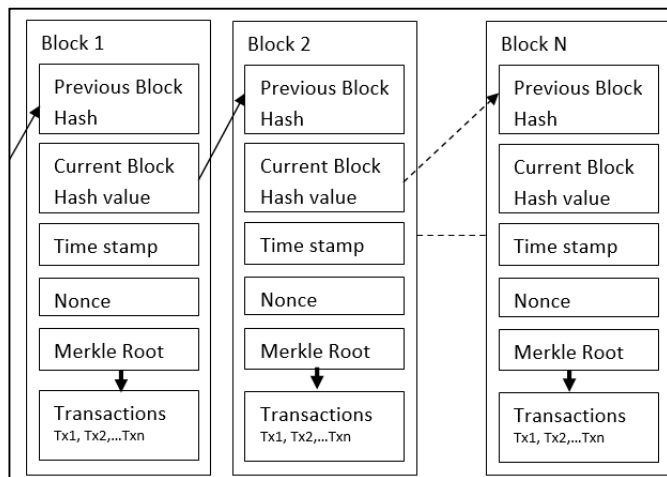 Block 1
Previous Block
Hash
Current Block
Hash value
Time stamp
Nonce
Merkle Root
Transactions
Tx1, Tx2,...Txn
Block 2
Previous Block
Hash
Current Block
Hash value
Time stamp
Nonce
Merkle Root
Transactions
Tx1, Tx2,...Txn
Block N
Previous Block
Hash
Current Block
Hash value
Time stamp
Nonce
Merkle Root
Transactions
Tx1, Tx2,...Txn